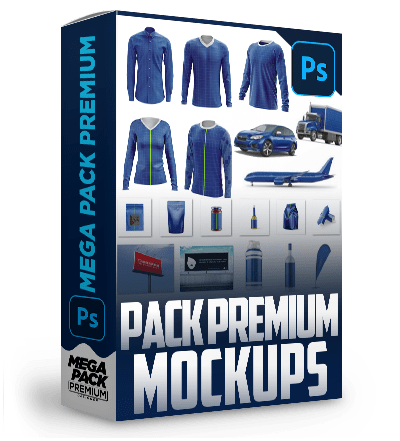 MEGA PACK PREMIUM
Ps
MEGA
PACK
PREMIUM
Ps
PACK PREMIUM
MOCKUPS